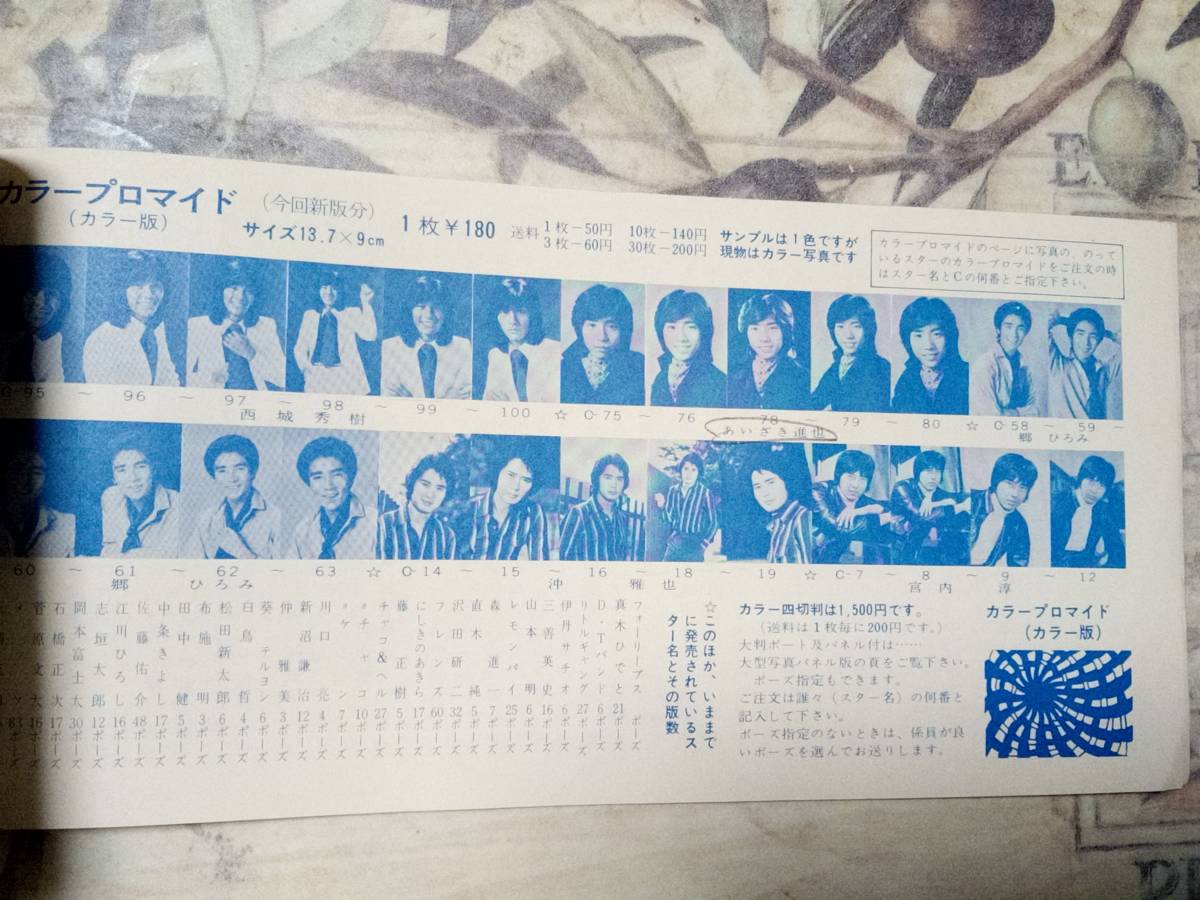 カラープロマイド
(カラー版)
(今回新版分)
サイズ13.7×9cm
1枚¥180
送料 1枚−50円 10枚−140円
3枚−60円 30枚−200円
サンプルは1色ですが
現物はカラー写真です
カラープロマイドのページに写真の、のって
いるスターのカラープロマイドをご注文の時
はスター名とCの何番とご指定下さい。
C-95 ~ 96 ~ 97 ~ 98 ~ 99 ~ 100 ☆ C-75 ~ 76 ~ 78 ~ 79 ~ 80 ☆ C-58 ~ 59 ~
西城秀樹
あいざき進也
郷ひろみ
60 ~ 61 ~ 62 ~ 63 ☆ C-14 ~ 15 ~ 16 ~ 18 ~ 19 ☆ C-7 ~ 8 ~ 9 ~ 12
郷ひろみ
沖雅也
宮内淳
☆このほか、いままで
に発売されているス
ター名とその版数
フォーリーブス
真木ひでと 21ポーズ
D・T・バンド 6ポーズ
リトルギャング 27ポーズ
伊丹サチオ 6ポーズ
三善英史 16ポーズ
山本明 6ポーズ
レモンパイ 25ポーズ
森進一 7ポーズ
直木純 5ポーズ
沢田研二 32ポーズ
フレンズ 60ポーズ
にしきのあきら 17ポーズ
藤正樹 5ポーズ
チャコ&ヘルプ 27ポーズ
川口亮 4ポーズ
新沼謙治 12ポーズ
仲雅美 3ポーズ
葵テルヨシ 6ポーズ
白鳥哲 4ポーズ
松田新太郎 6ポーズ
布施明 3ポーズ
田中健 5ポーズ
中条きよし 17ポーズ
佐藤佑介 48ポーズ
江川ひろし 16ポーズ
志垣太郎 12ポーズ
岡本富士太 30ポーズ
石橋正次 17ポーズ
菅原文太 46ポーズ
カラー四切判は1,500円です。
(送料は1枚毎に200円です。)
大判ポート及パネル付は……
大型写真パネル版の頁をご覧下さい。
ポーズ指定もできます。
ご注文は誰々(スター名)の何番と
記入して下さい。
ポーズ指定のないときは、係員が良
いポーズを選んでお送りします。
カラープロマイド
(カラー版)